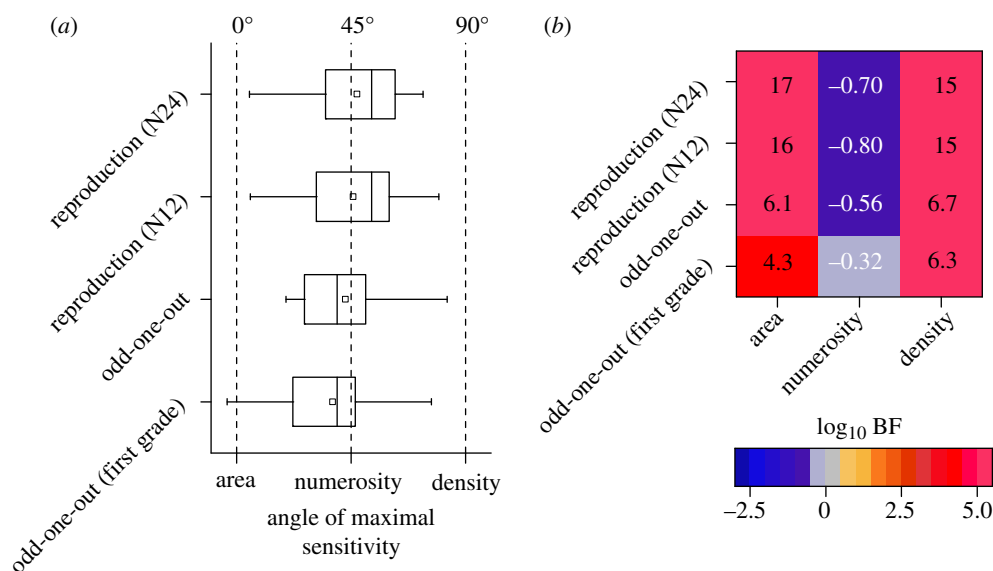 (a)
0° 45° 90°
reproduction (N24)
reproduction (N12)
odd-one-out
odd-one-out (first grade)
area numerosity density
angle of maximal
sensitivity
(b)
reproduction (N24)
reproduction (N12)
odd-one-out
odd-one-out (first grade)
17 –0.70 15
16 –0.80 15
6.1 –0.56 6.7
4.3 –0.32 6.3
area
numerosity
density
log10 BF
–2.5 0 2.5 5.0